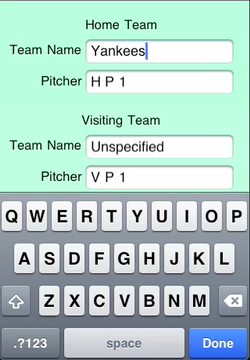 Home Team
Team Name Yankees
Pitcher H P 1
Visiting Team
Team Name Unspecified
Pitcher V P 1
Q W E R T Y U I O P
A S D F G H J K L
Z X C V B N M
.?123 space Done